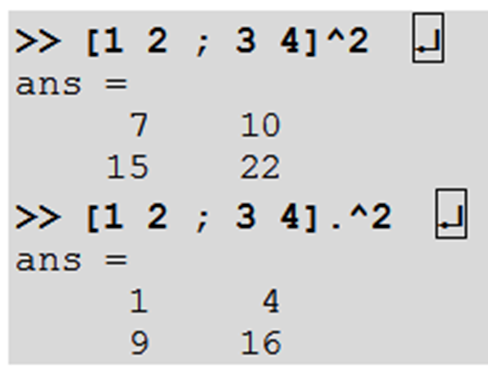 >> [1 2 ; 3 4]^2 ↵
ans =
7 10
15 22
>> [1 2 ; 3 4].^2 ↵
ans =
1 4
9 16